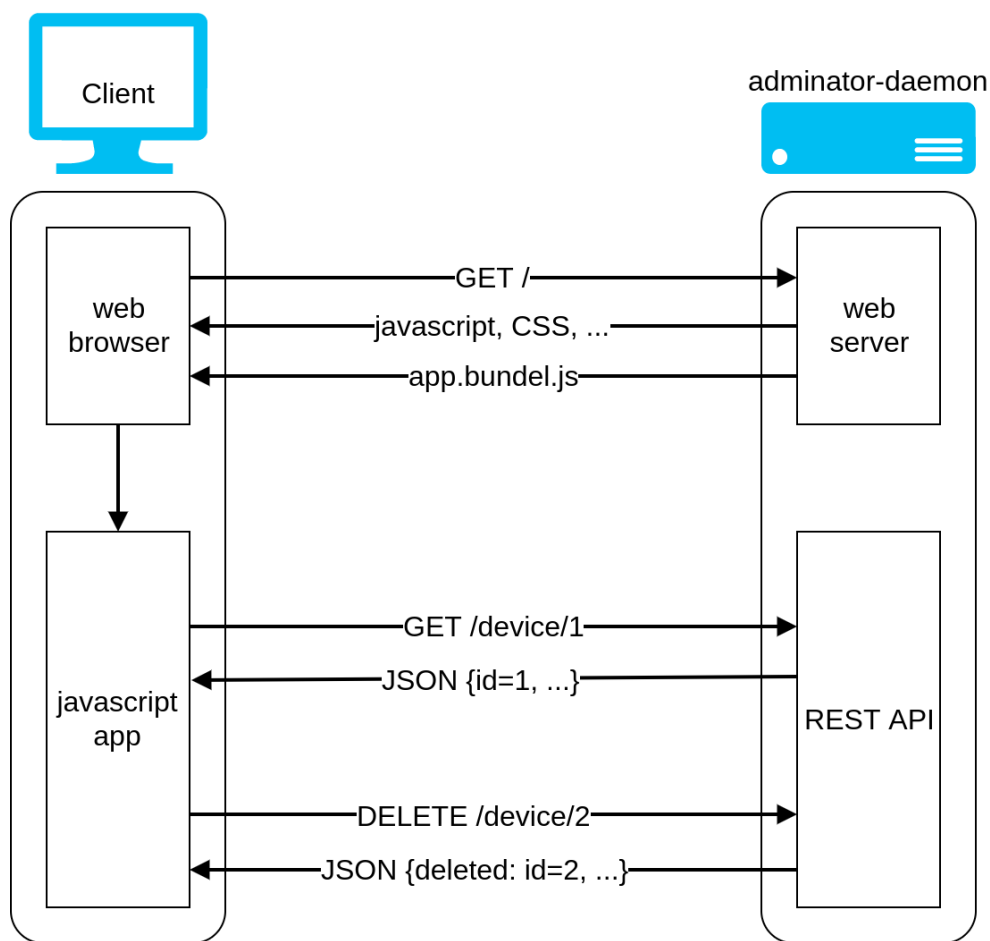 Client
adminator-daemon
web
browser
GET /
javascript, CSS, ...
app.bundel.js
web
server
javascript
app
GET /device/1
JSON {id=1, ...}
DELETE /device/2
JSON {deleted: id=2, ...}
REST API